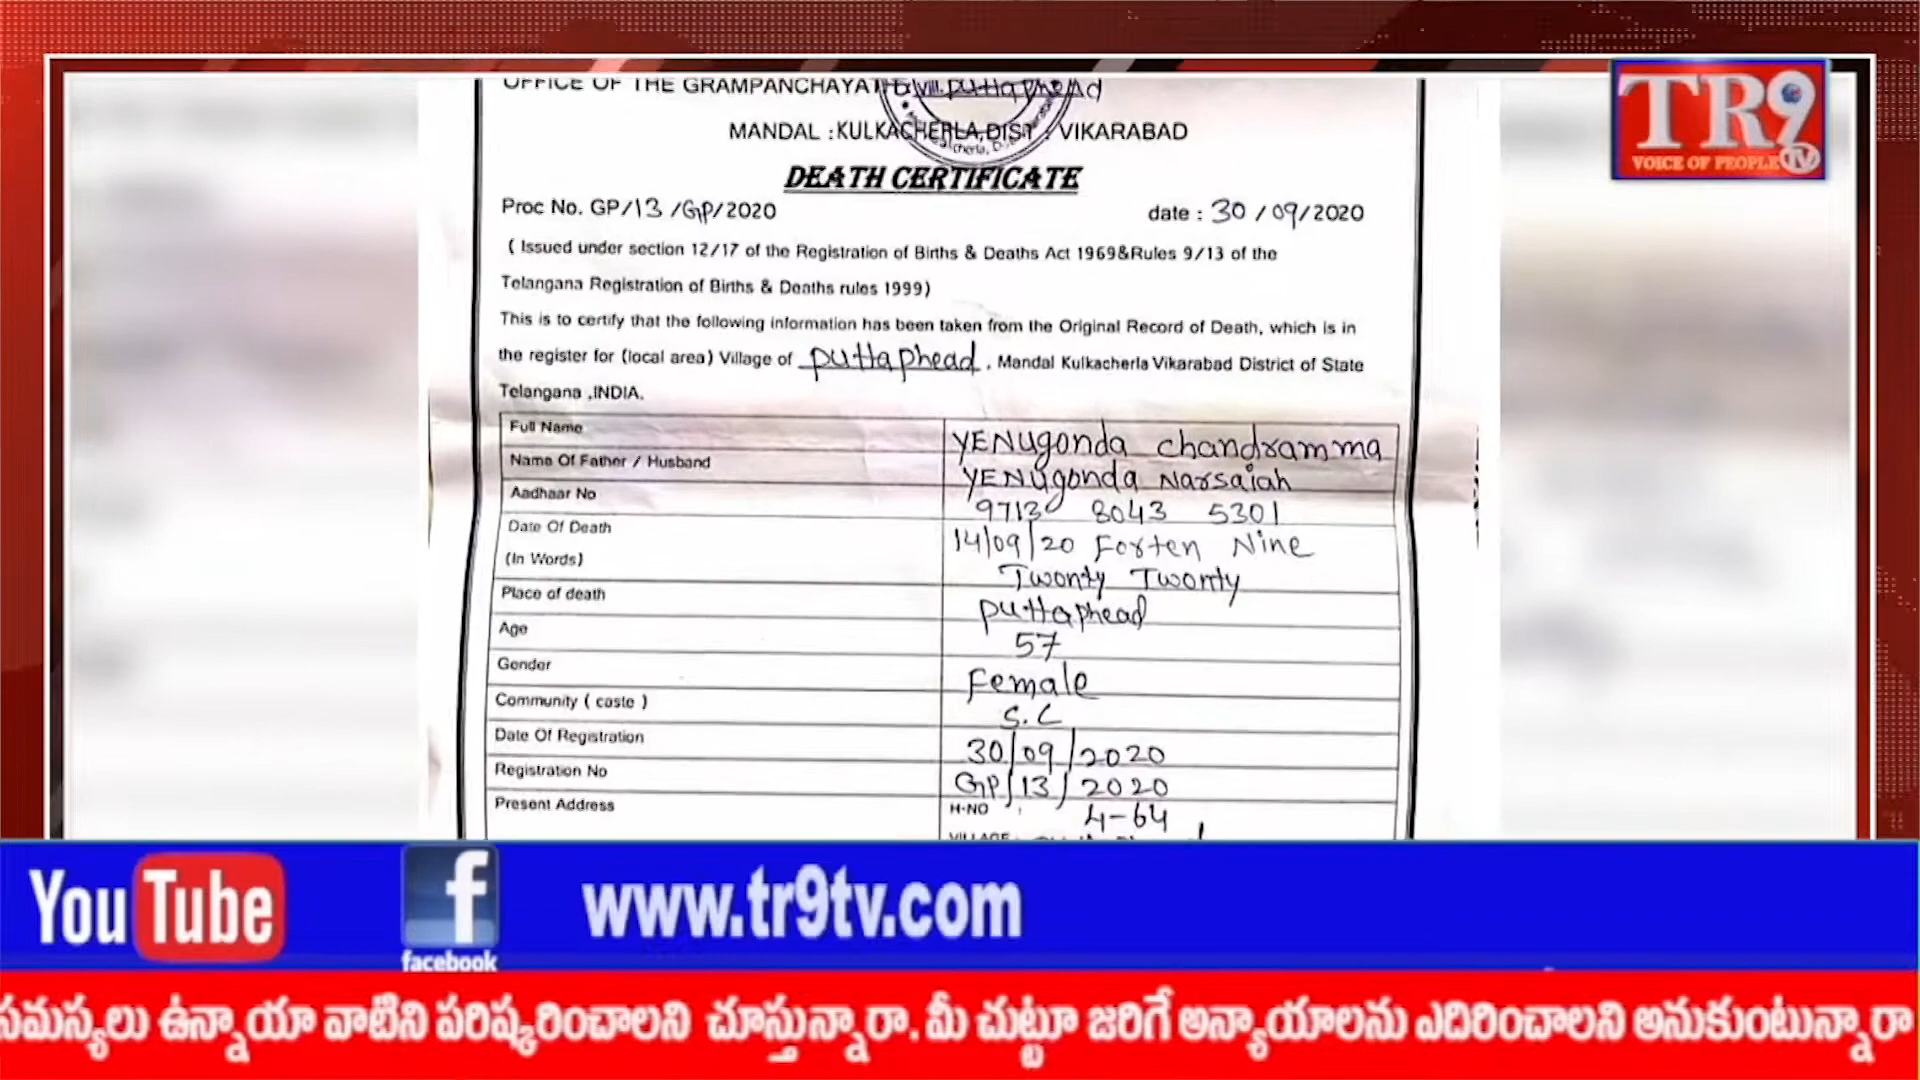 OFFICE OF THE GRAMPANCHAYATH Vill. puttaphead
MANDAL :KULKACHERLA,DIST : VIKARABAD
DEATH CERTIFICATE
Proc No. GP/13 /GP/2020
date : 30 /09/2020
( Issued under section 12/17 of the Registration of Births & Deaths Act 1969&Rules 9/13 of the
Telangana Registration of Births & Deaths rules 1999)
This is to certify that the following information has been taken from the Original Record of Death, which is in
the register for (local area) Village of puttaphead , Mandal Kulkacherla Vikarabad District of State
Telangana ,INDIA.
Full Name YENugonda chandramma
Name Of Father / Husband YENugonda Narsaiah
Aadhaar No 9713 8043 5301
Date Of Death 14/09/20 Forten Nine
(In Words) Twonty Twonty
Place of death puttaphead
Age 57
Gender Female
Community ( caste ) S.C
Date Of Registration 30/09/2020
Registration No GP/13/2020
Present Address H-NO : 4-64
VILLAGE
TR9
TV
VOICE OF PEOPLE
YouTube
facebook
www.tr9tv.com
సమస్యలు ఉన్నాయా వాటిని పరిష్కరించాలని చూస్తున్నారా. మీ చుట్టూ జరిగే అన్యాయాలను ఎదిరించాలని అనుకుంటున్నారా